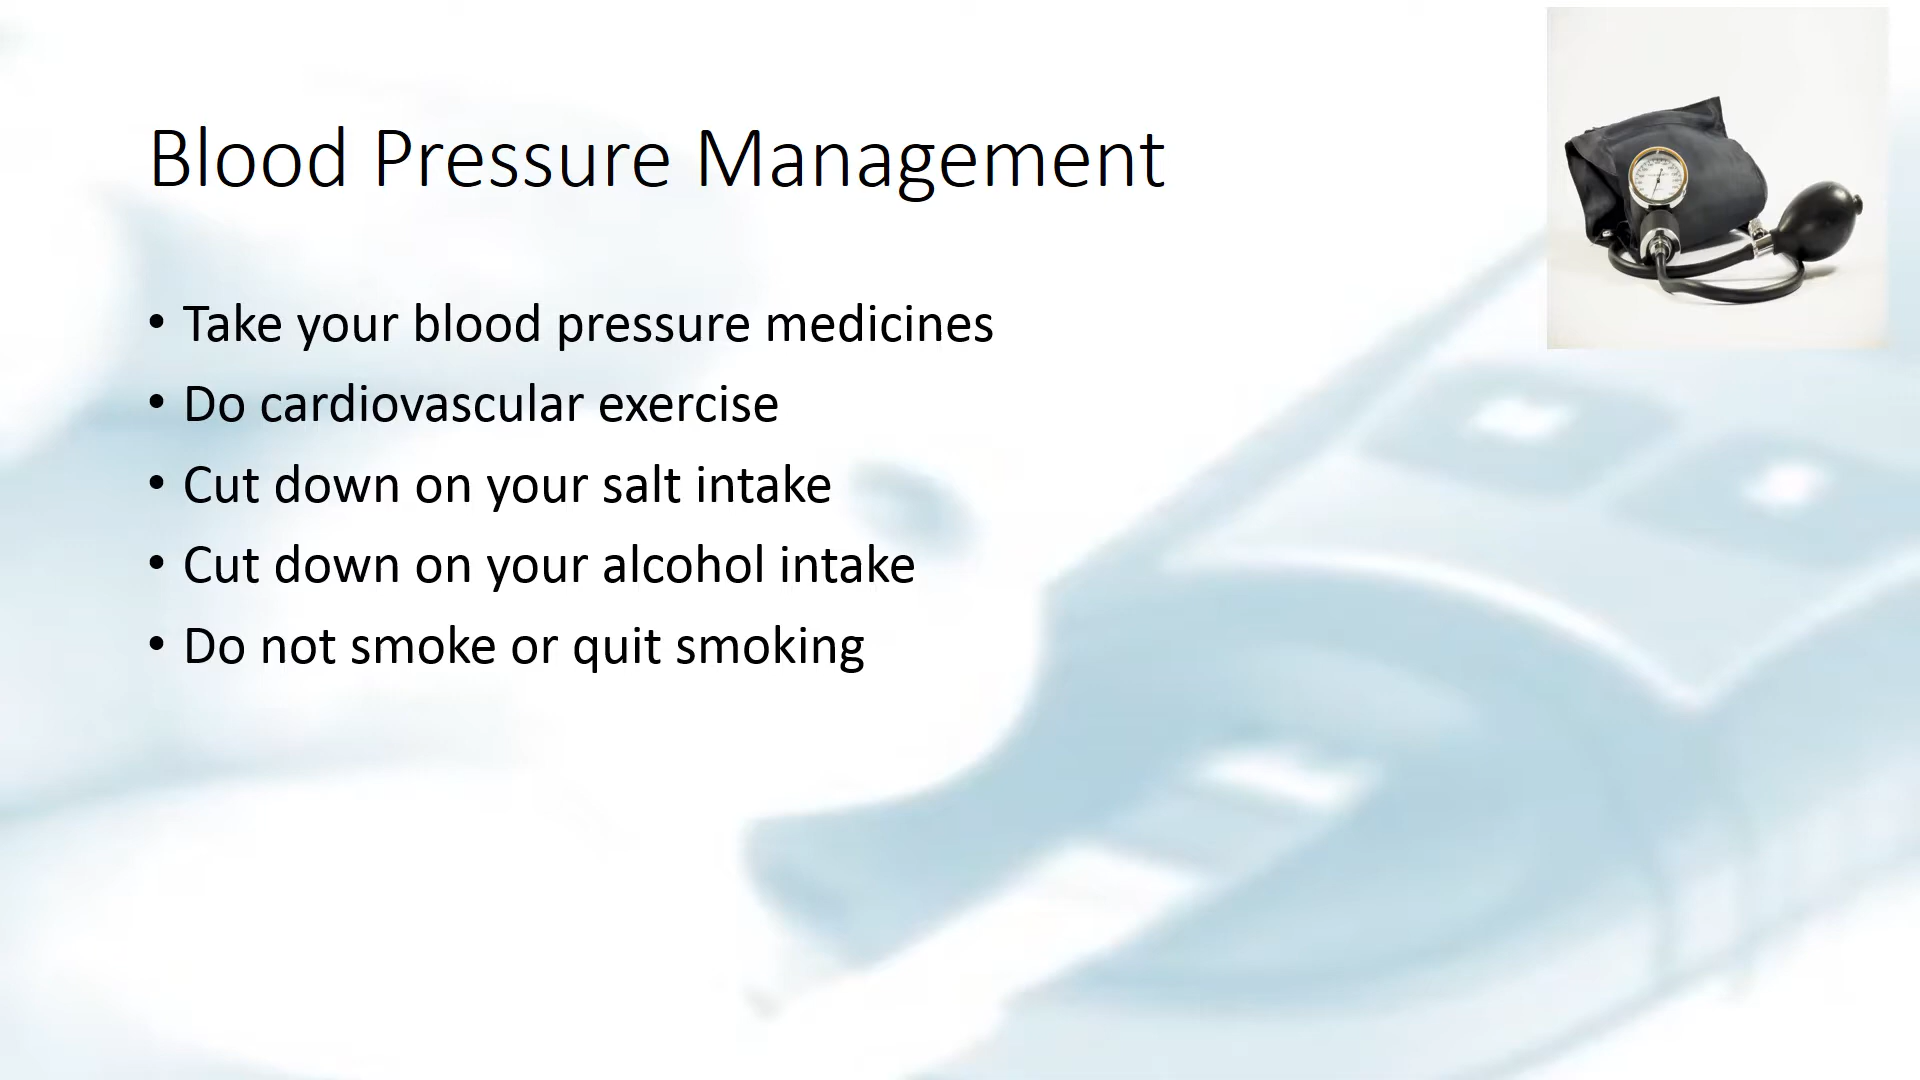 Blood Pressure Management
• Take your blood pressure medicines
• Do cardiovascular exercise
• Cut down on your salt intake
• Cut down on your alcohol intake
• Do not smoke or quit smoking